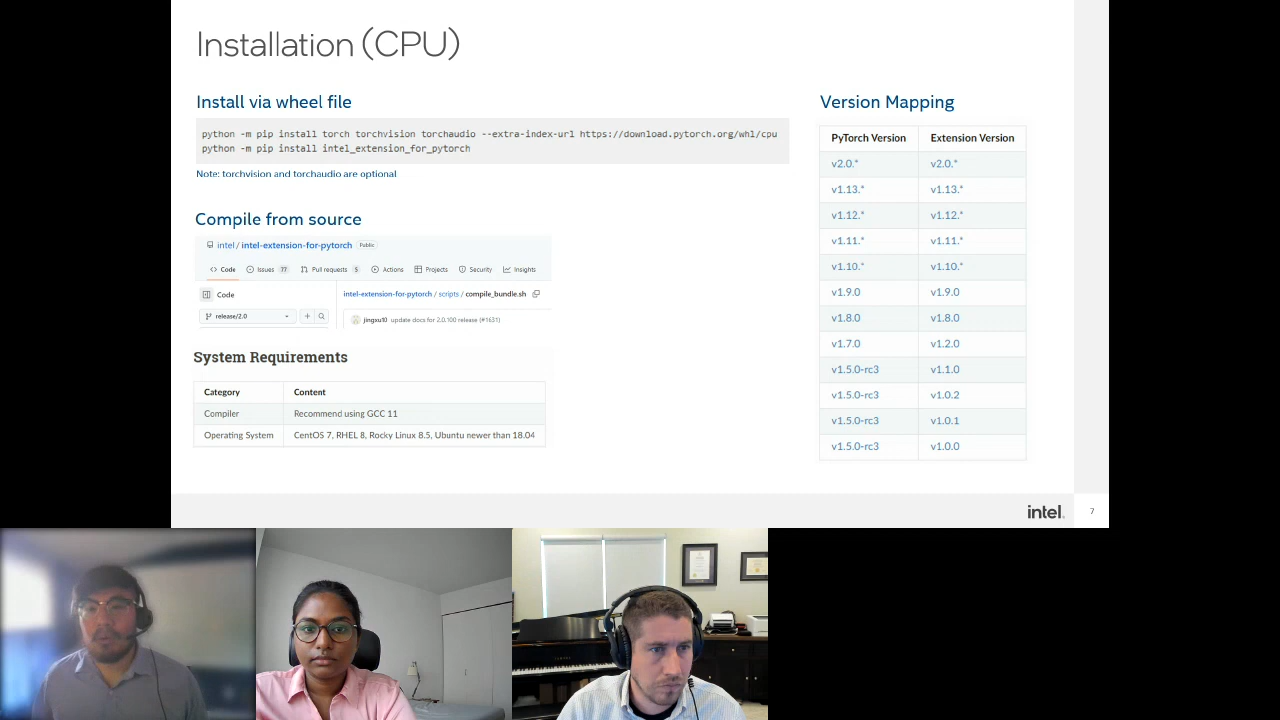 Installation (CPU)
Install via wheel file
python -m pip install torch torchvision torchaudio --extra-index-url https://download.pytorch.org/whl/cpu
python -m pip install intel_extension_for_pytorch
Note: torchvision and torchaudio are optional
Compile from source
intel / intel-extension-for-pytorch Public
Code Issues 77 Pull requests 5 Actions Projects Security Insights
Code
release/2.0
intel-extension-for-pytorch / scripts / compile_bundle.sh
jingxu10 update docs for 2.0.100 release (#1631)
System Requirements
Category Content
Compiler Recommend using GCC 11
Operating System CentOS 7, RHEL 8, Rocky Linux 8.5, Ubuntu newer than 18.04
Version Mapping
PyTorch Version Extension Version
v2.0.* v2.0.*
v1.13.* v1.13.*
v1.12.* v1.12.*
v1.11.* v1.11.*
v1.10.* v1.10.*
v1.9.0 v1.9.0
v1.8.0 v1.8.0
v1.7.0 v1.2.0
v1.5.0-rc3 v1.1.0
v1.5.0-rc3 v1.0.2
v1.5.0-rc3 v1.0.1
v1.5.0-rc3 v1.0.0
intel.
7